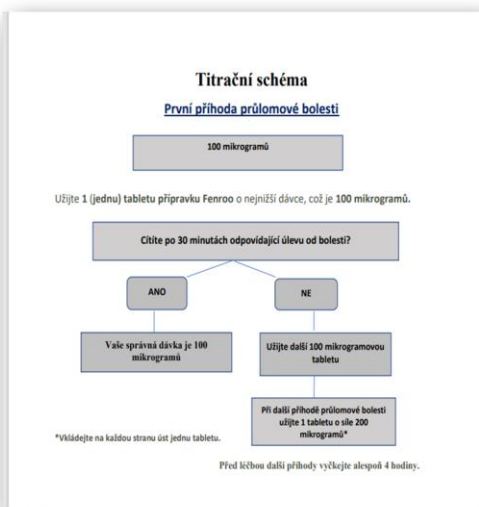 Titrační schéma
První příhoda průlomové bolesti
100 mikrogramů
Užijte 1 (jednu) tabletu přípravku Fenroo o nejnižší dávce, což je 100 mikrogramů.
Cítíte po 30 minutách odpovídající úlevu od bolesti?
ANO
NE
Vaše správná dávka je 100
mikrogramů
Užijte další 100 mikrogramovou
tabletu
Při další příhodě průlomové bolesti
užijte 1 tabletu o síle 200
mikrogramů*
*Vkládejte na každou stranu úst jednu tabletu.
Před léčbou další příhody vyčkejte alespoň 4 hodiny.